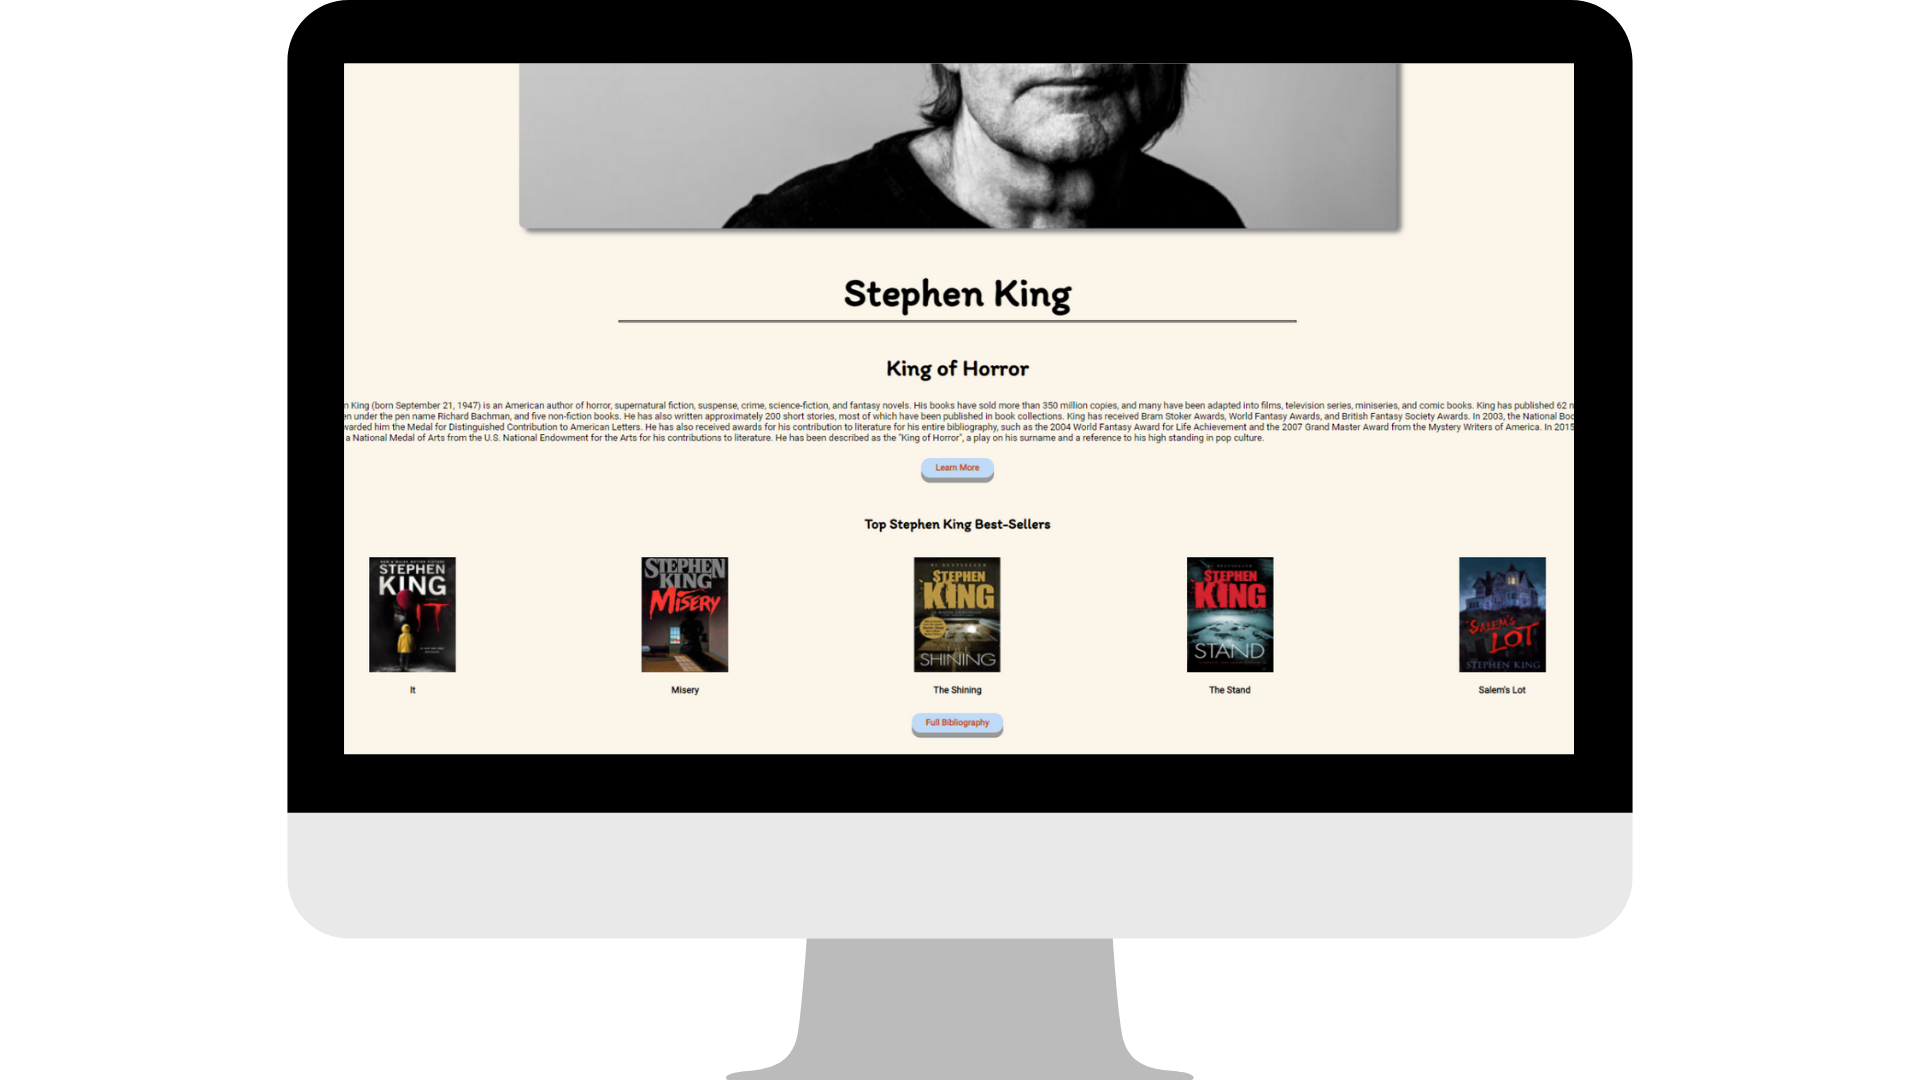 Stephen King
King of Horror
n King (born September 21, 1947) is an American author of horror, supernatural fiction, suspense, crime, science-fiction, and fantasy novels. His books have sold more than 350 million copies, and many have been adapted into films, television series, miniseries, and comic books. King has published 62 n
en under the pen name Richard Bachman, and five non-fiction books. He has also written approximately 200 short stories, most of which have been published in book collections. King has received Bram Stoker Awards, World Fantasy Awards, and British Fantasy Society Awards. In 2003, the National Boo
warded him the Medal for Distinguished Contribution to American Letters. He has also received awards for his contribution to literature for his entire bibliography, such as the 2004 World Fantasy Award for Life Achievement and the 2007 Grand Master Award from the Mystery Writers of America. In 2015
a National Medal of Arts from the U.S. National Endowment for the Arts for his contributions to literature. He has been described as the "King of Horror", a play on his surname and a reference to his high standing in pop culture.
Learn More
Top Stephen King Best-Sellers
STEPHEN
KING
IT
STEPHEN
KING
MISERY
STEPHEN
KING
SHINING
STEPHEN
KING
STAND
'SALEM'S
LOT
STEPHEN KING
It
Misery
The Shining
The Stand
Salem's Lot
Full Bibliography